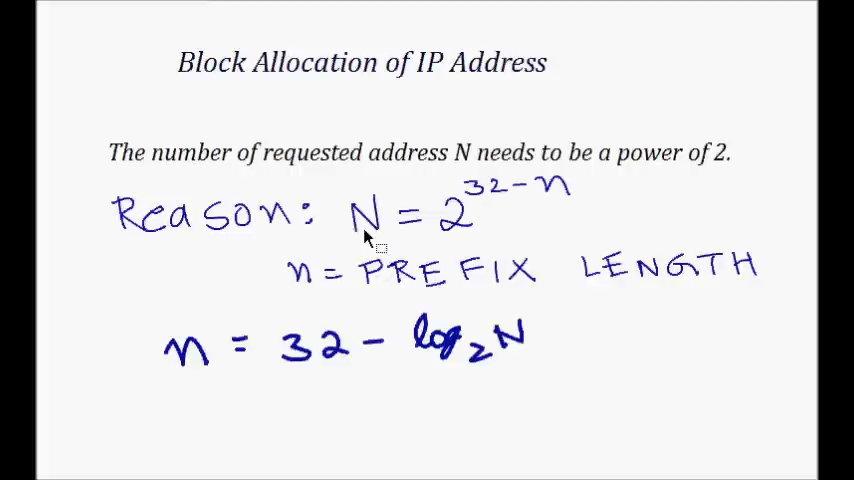 Block Allocation of IP Address
The number of requested address N needs to be a power of 2.
Reason: N = 2^{32-n}
n = PREFIX LENGTH
n = 32 - log₂N